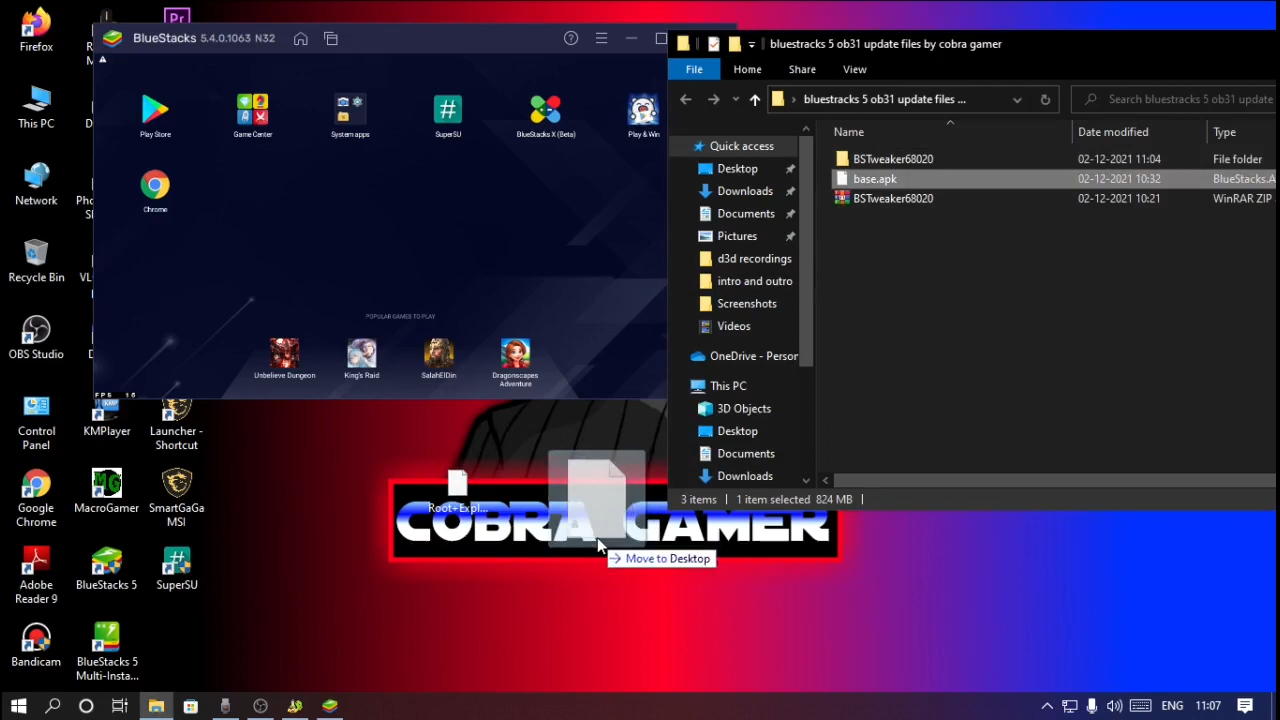 Firefox
This PC
Network
Recycle Bin
OBS Studio
Control
Panel
KMPlayer
Launcher -
Shortcut
Google
Chrome
MacroGamer
SmartGaGa
MSI
Adobe
Reader 9
BlueStacks 5
SuperSU
Bandicam
BlueStacks 5
Multi-Insta...
BlueStacks 5.4.0.1063 N32
Play Store
Game Center
System apps
SuperSU
BlueStacks X (Beta)
Play & Win
Chrome
POPULAR GAMES TO PLAY
Unbelieve Dungeon
King's Raid
SalahElDin
Dragonscapes
Adventure
FPS 16
bluestracks 5 ob31 update files by cobra gamer
File
Home
Share
View
bluestracks 5 ob31 update files ...
Search bluestracks 5 ob31 update
Name
Date modified
Type
BSTweaker68020
02-12-2021 11:04
File folder
base.apk
02-12-2021 10:32
BlueStacks.A
BSTweaker68020
02-12-2021 10:21
WinRAR ZIP
Quick access
Desktop
Downloads
Documents
Pictures
d3d recordings
intro and outro
Screenshots
Videos
OneDrive - Person
This PC
3D Objects
Desktop
Documents
Downloads
3 items
1 item selected 824 MB
Root+Expl...
COBRA GAMER
Move to Desktop
ENG
11:07